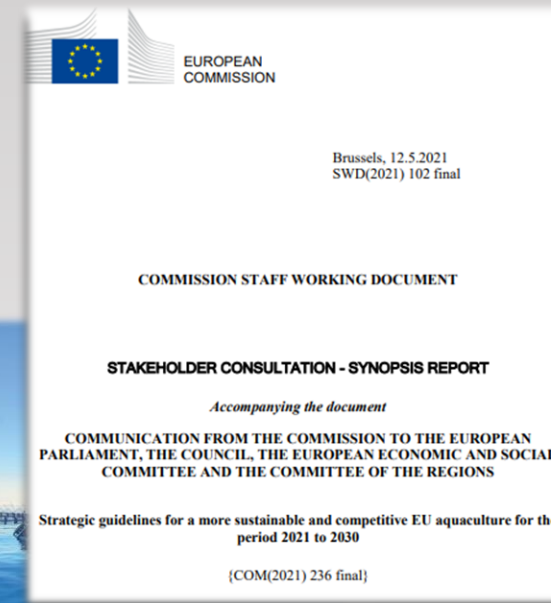 EUROPEAN
COMMISSION
Brussels, 12.5.2021
SWD(2021) 102 final
COMMISSION STAFF WORKING DOCUMENT
STAKEHOLDER CONSULTATION - SYNOPSIS REPORT
Accompanying the document
COMMUNICATION FROM THE COMMISSION TO THE EUROPEAN
PARLIAMENT, THE COUNCIL, THE EUROPEAN ECONOMIC AND SOCIAL
COMMITTEE AND THE COMMITTEE OF THE REGIONS
Strategic guidelines for a more sustainable and competitive EU aquaculture for the
period 2021 to 2030
{COM(2021) 236 final}